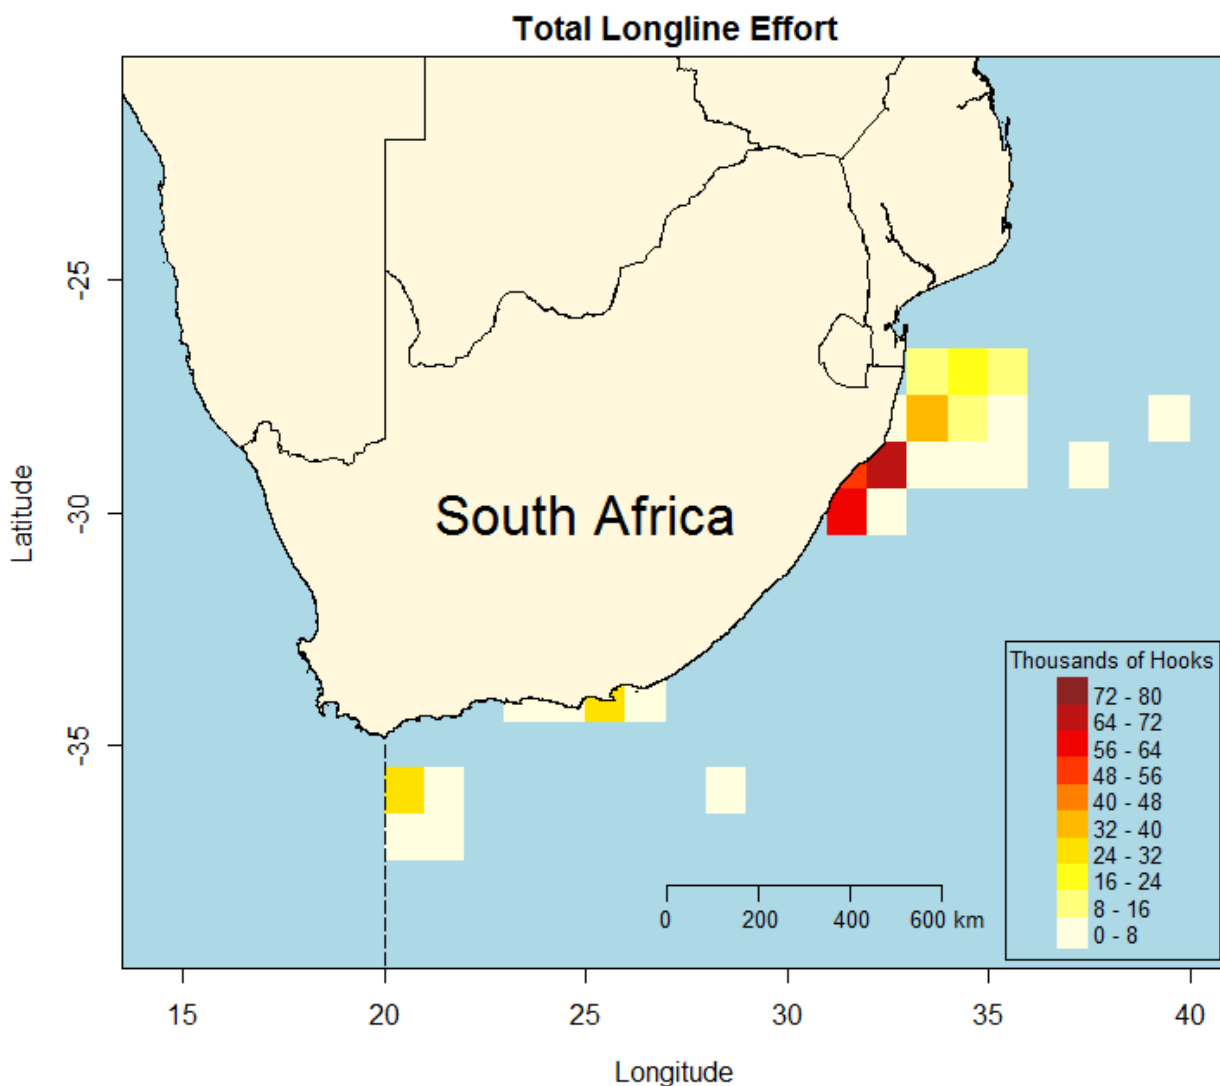 Total Longline Effort
Latitude
-25
-30
-35
South Africa
Thousands of Hooks
72 - 80
64 - 72
56 - 64
48 - 56
40 - 48
32 - 40
24 - 32
16 - 24
8 - 16
0 - 8
0 200 400 600 km
15 20 25 30 35 40
Longitude